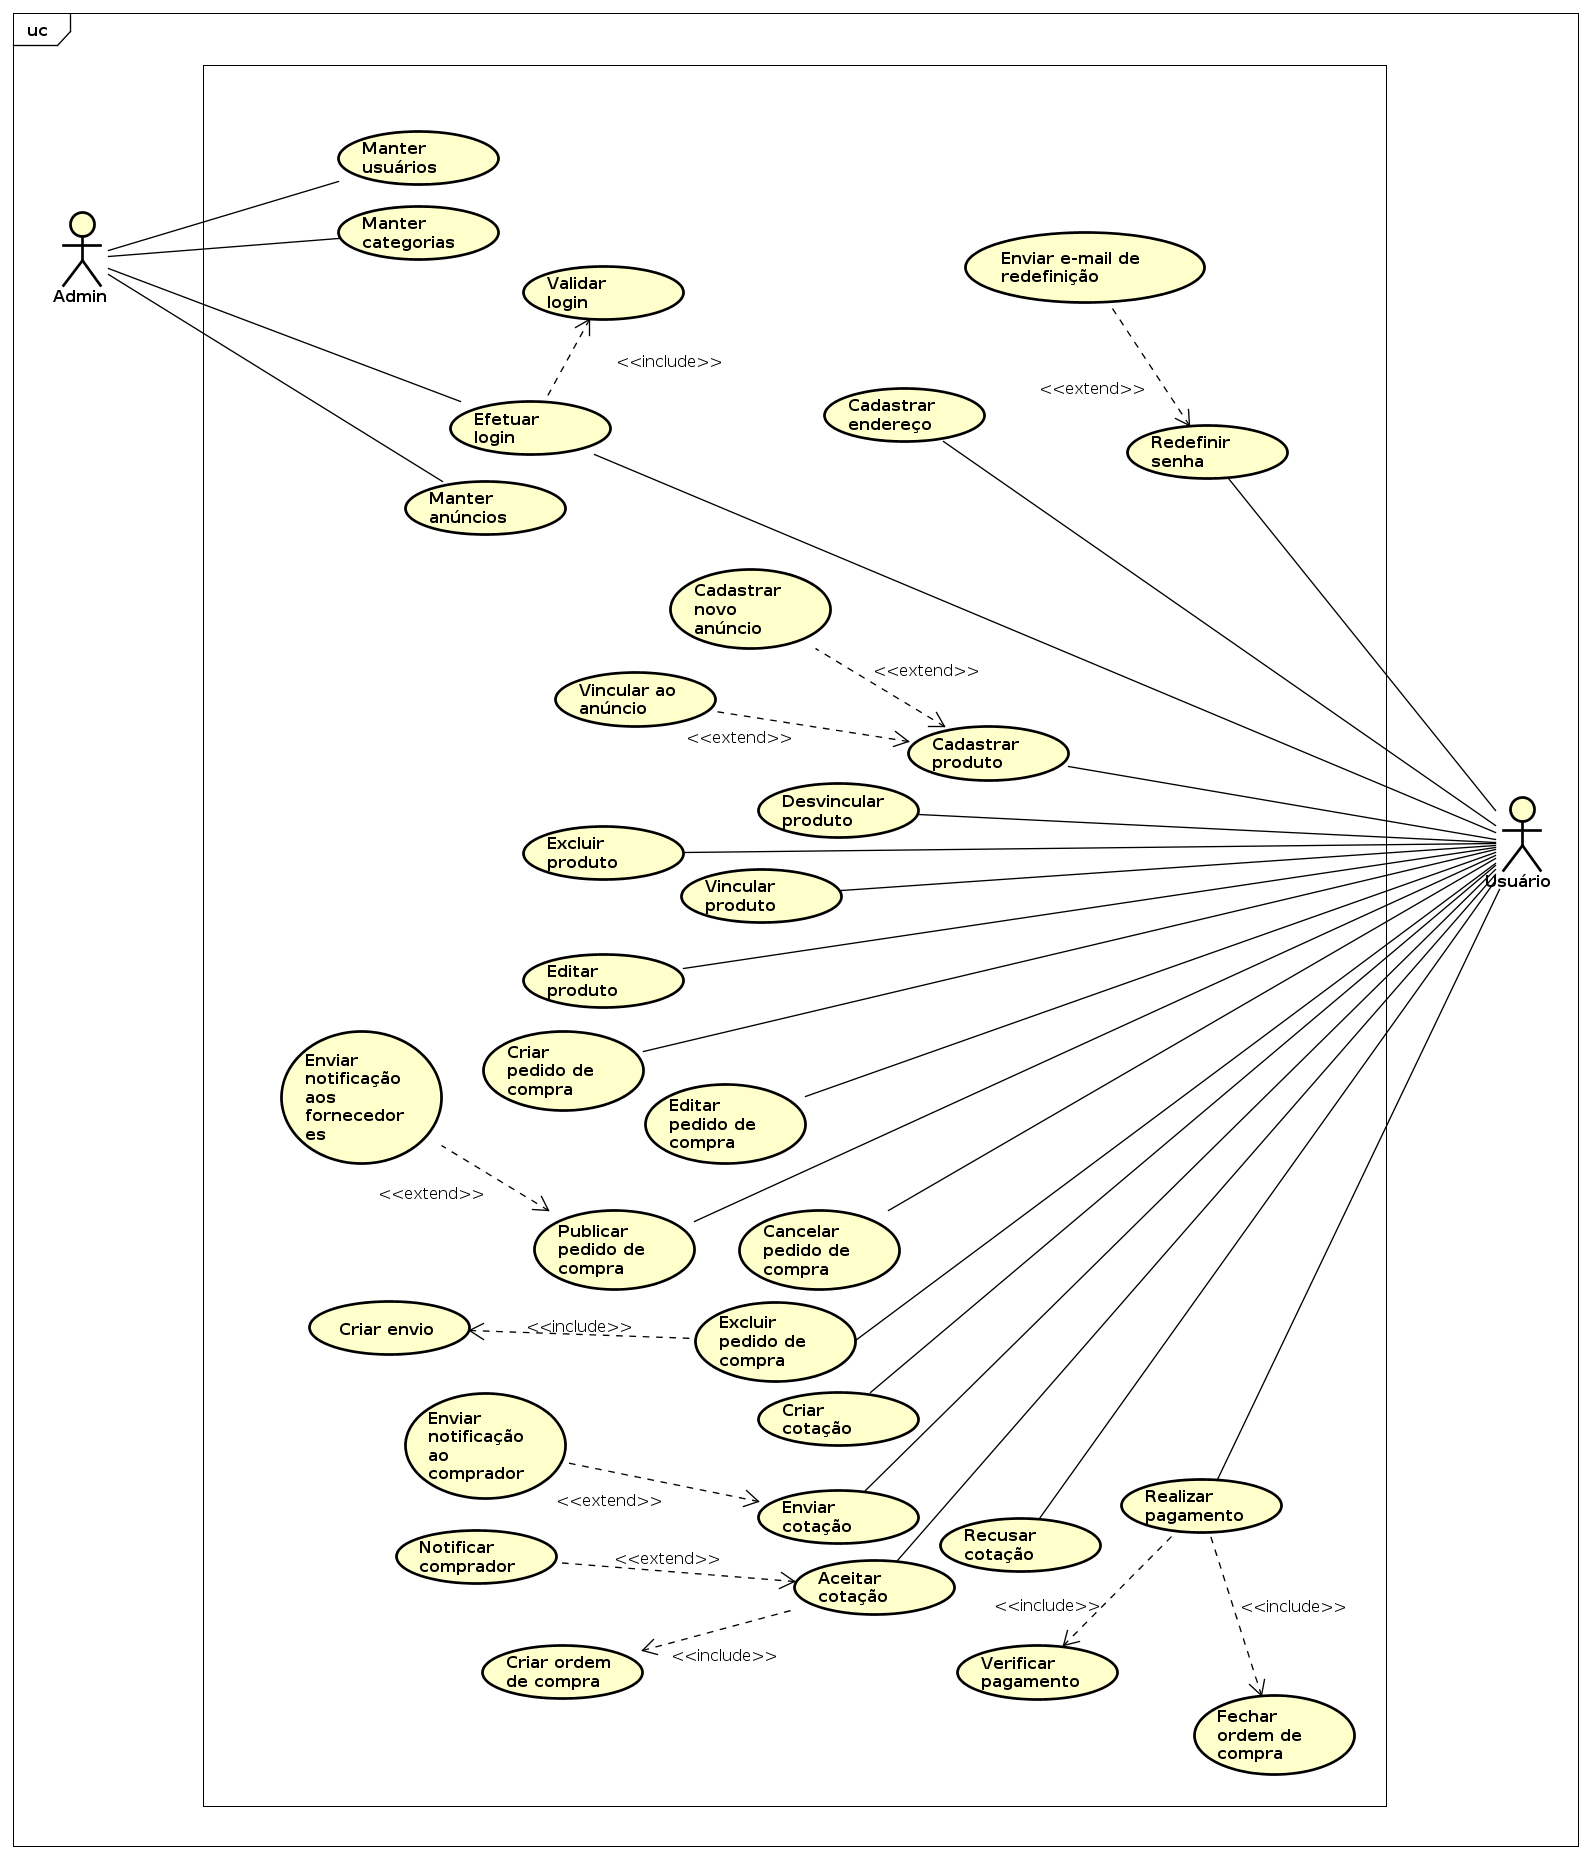 uc
Manter
usuários
Manter
categorias
Admin
Validar
login
<<include>>
Efetuar
login
Manter
anúncios
Enviar e-mail de
redefinição
<<extend>>
Cadastrar
endereço
Redefinir
senha
Cadastrar
novo
anúncio
<<extend>>
Vincular ao
anúncio
<<extend>>
Cadastrar
produto
Desvincular
produto
Excluir
produto
Vincular
produto
Usuário
Editar
produto
Criar
pedido de
compra
Enviar
notificação
aos
fornecedor
es
Editar
pedido de
compra
<<extend>>
Publicar
pedido de
compra
Cancelar
pedido de
compra
Criar envio
<<include>>
Excluir
pedido de
compra
Criar
cotação
Enviar
notificação
ao
comprador
<<extend>>
Enviar
cotação
Realizar
pagamento
Recusar
cotação
Notificar
comprador
<<extend>>
Aceitar
cotação
<<include>>
<<include>>
Criar ordem
de compra
<<include>>
Verificar
pagamento
Fechar
ordem de
compra